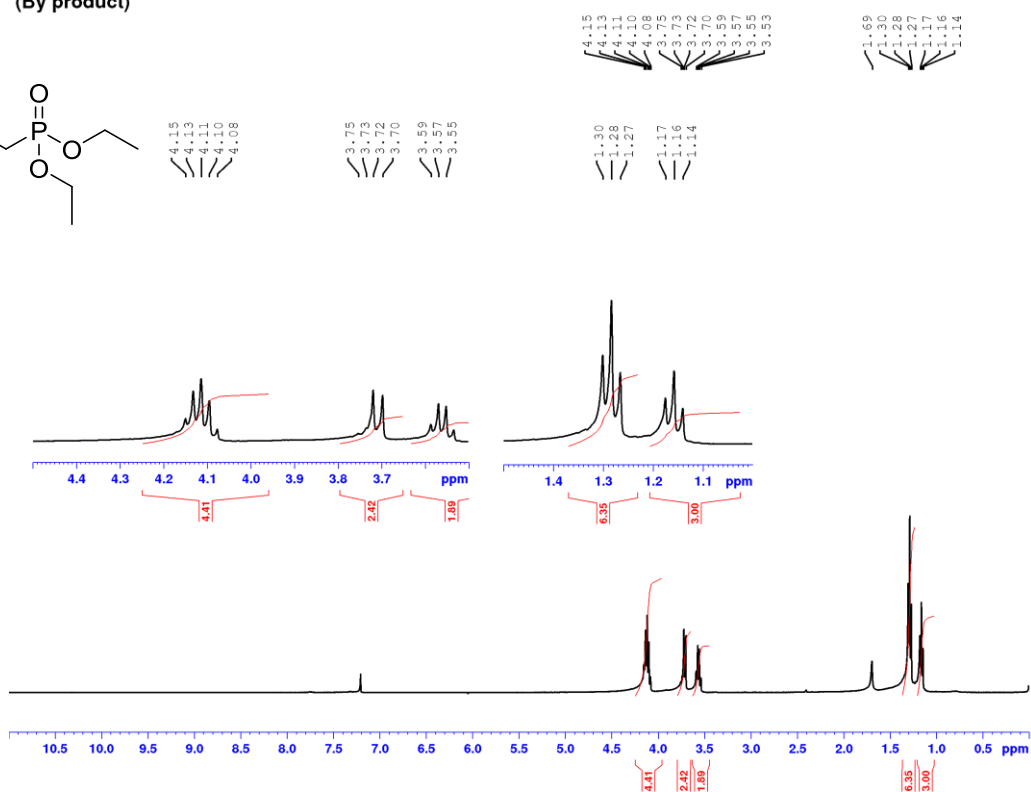 (By product)
4.15 4.13 4.11 4.10 4.08 3.75 3.73 3.72 3.70 3.59 3.57 3.55 3.53 1.69 1.30 1.28 1.27 1.17 1.16 1.14
O
P
O
O
4.15 4.13 4.11 4.10 4.08 3.75 3.73 3.72 3.70 3.59 3.57 3.55 1.30 1.28 1.27 1.17 1.16 1.14
4.4 4.3 4.2 4.1 4.0 3.9 3.8 3.7 ppm 1.4 1.3 1.2 1.1 ppm
4.41 2.42 1.89 6.35 3.00
10.5 10.0 9.5 9.0 8.5 8.0 7.5 7.0 6.5 6.0 5.5 5.0 4.5 4.0 3.5 3.0 2.5 2.0 1.5 1.0 0.5 ppm
4.41 2.42 1.89 6.35 3.00